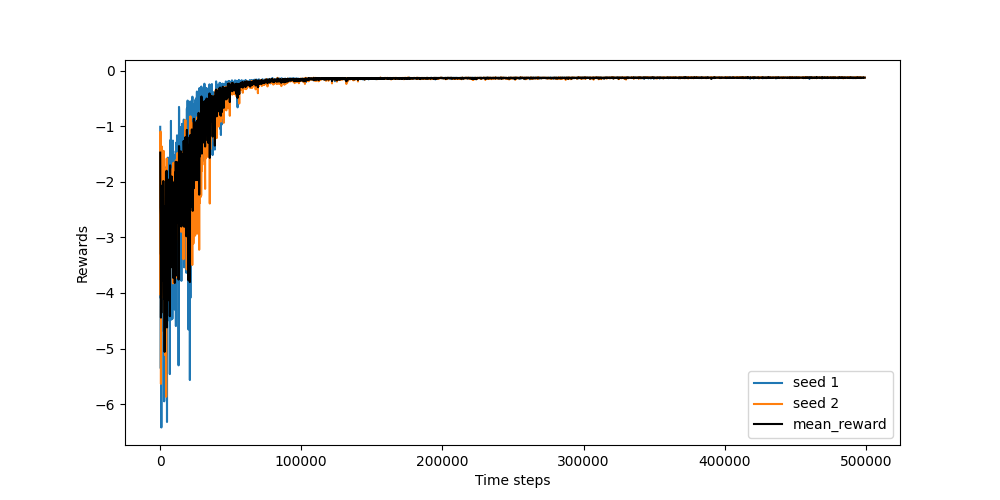 0
−1
−2
−3
−4
−5
−6
Rewards
0
100000
200000
300000
400000
500000
Time steps
seed 1
seed 2
mean_reward